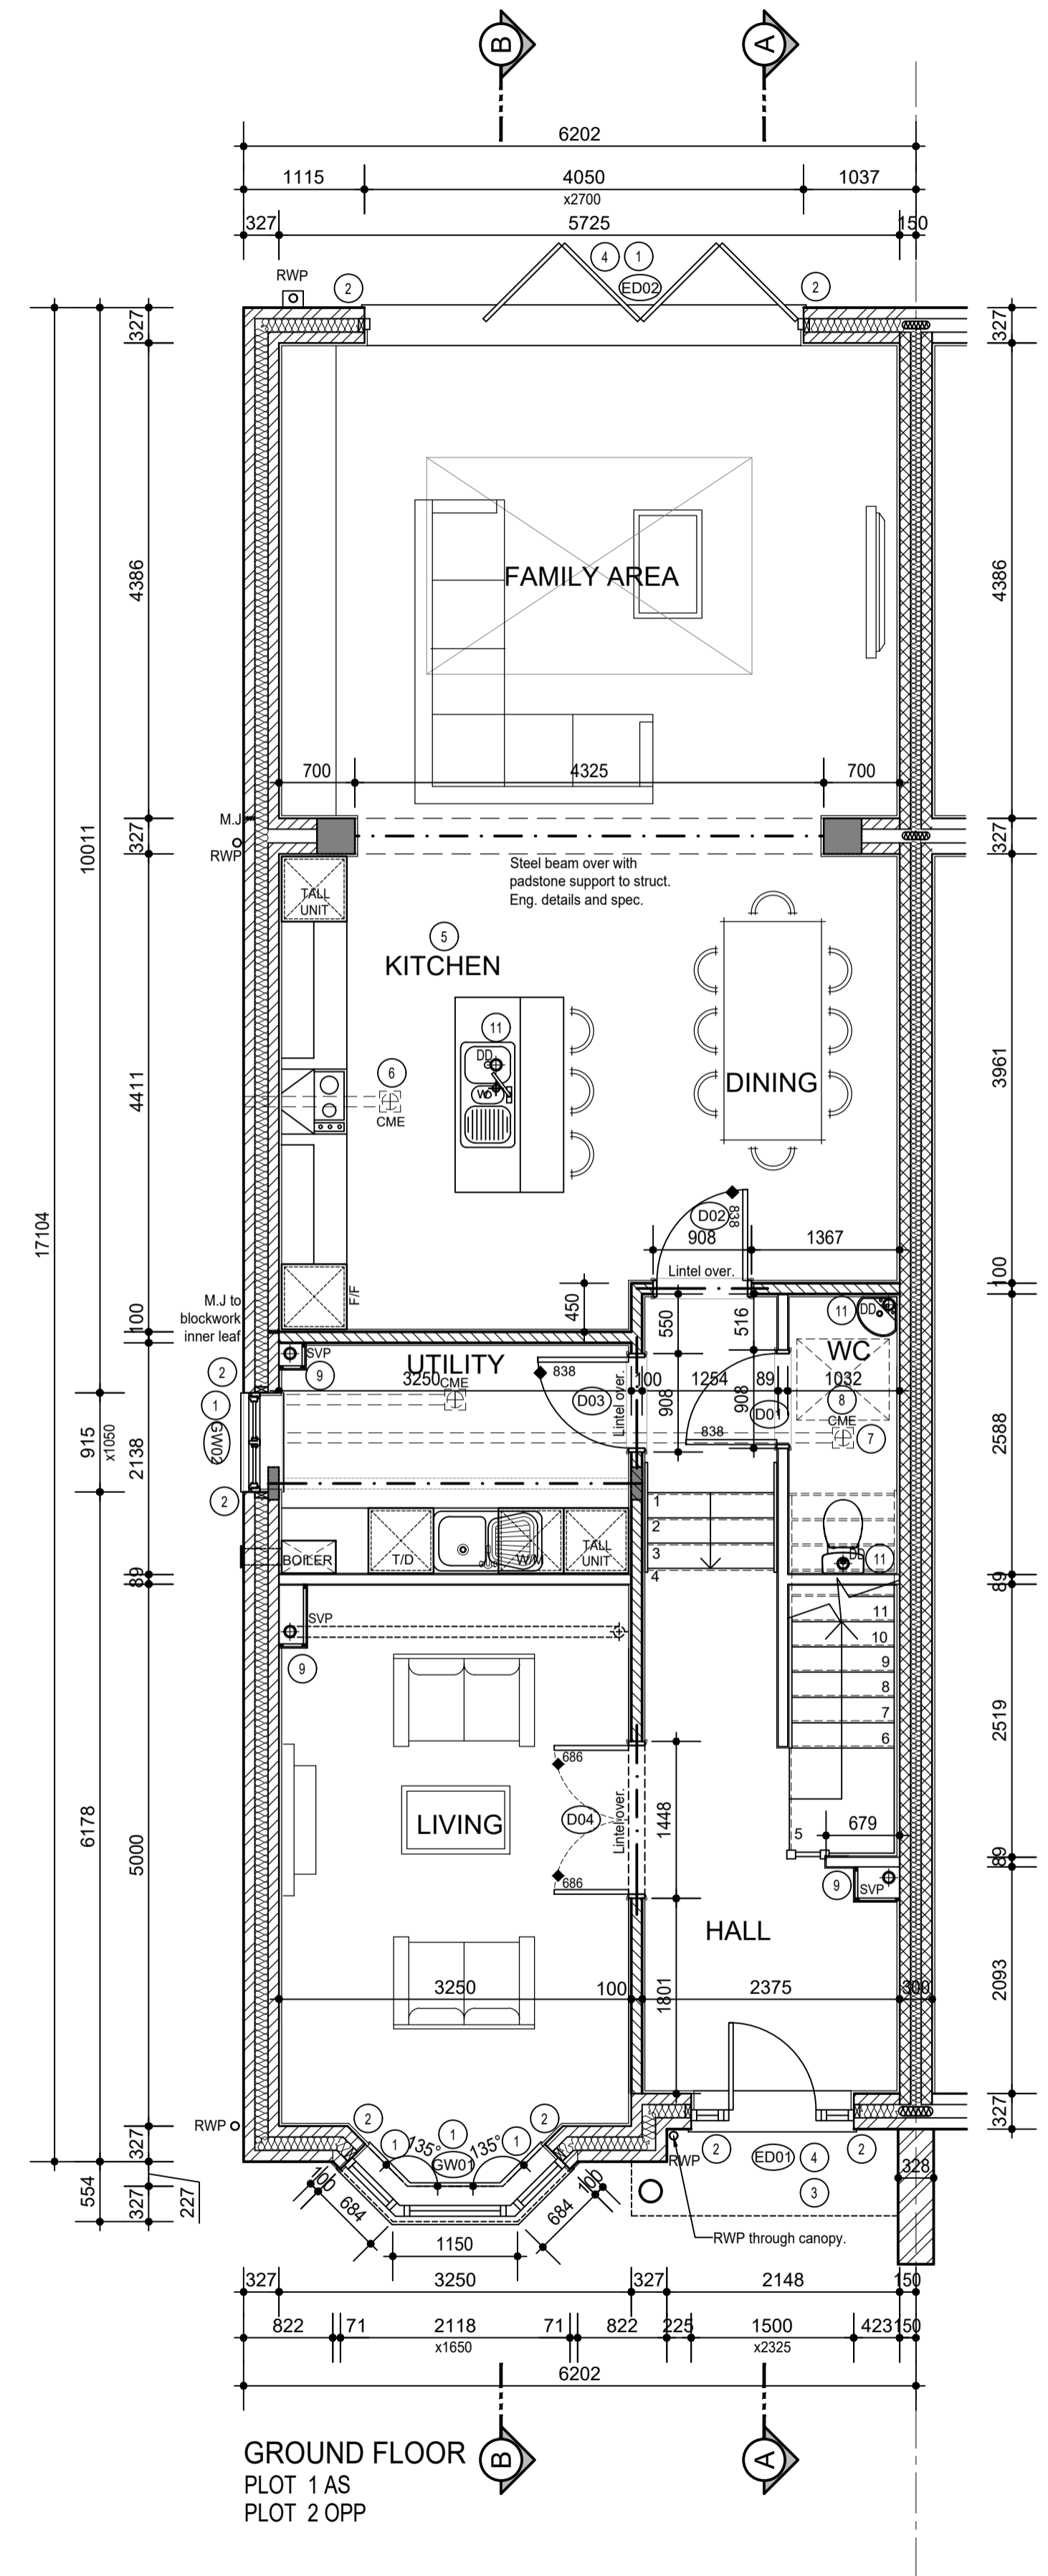 B
A
6202
1115
4050
1037
x2700
327
5725
150
RWP
2
4
1
ED02
2
327
327
4386
4386
FAMILY AREA
700
4325
700
M.J
RWP
327
327
10011
Steel beam over with
padstone support to struct.
Eng. details and spec.
TALL
UNIT
5
KITCHEN
11
DD
WD
DINING
6
CME
4411
3961
17104
D02
838
908
1367
Lintel over.
100
M.J to
blockwork
inner leaf
100
F/F
450
550
516
11
DD
WC
SVP
9
UTILITY
3250
CME
838
100
1254
89
1032
2
1
GW02
2
915
x1050
2138
D03
Lintel over.
908
908
D01
838
8
CME
7
2588
1
2
3
4
BOILER
T/D
W/M
TALL
UNIT
DD
11
89
89
SVP
9
11
10
9
8
7
6
5
2519
686
D04
Lintel over.
686
1448
LIVING
679
89
9
SVP
6178
5000
HALL
3250
100
1801
2375
300
2093
RWP
2
1
135°
1
GW01
135°
1
2
327
554
327
227
100
684
1150
684
100
RWP
2
ED01
4
2
3
328
327
RWP through canopy.
327
3250
327
2148
150
822
71
2118
71
822
225
1500
423
150
x1650
x2325
6202
B
A
GROUND FLOOR
PLOT 1 AS
PLOT 2 OPP